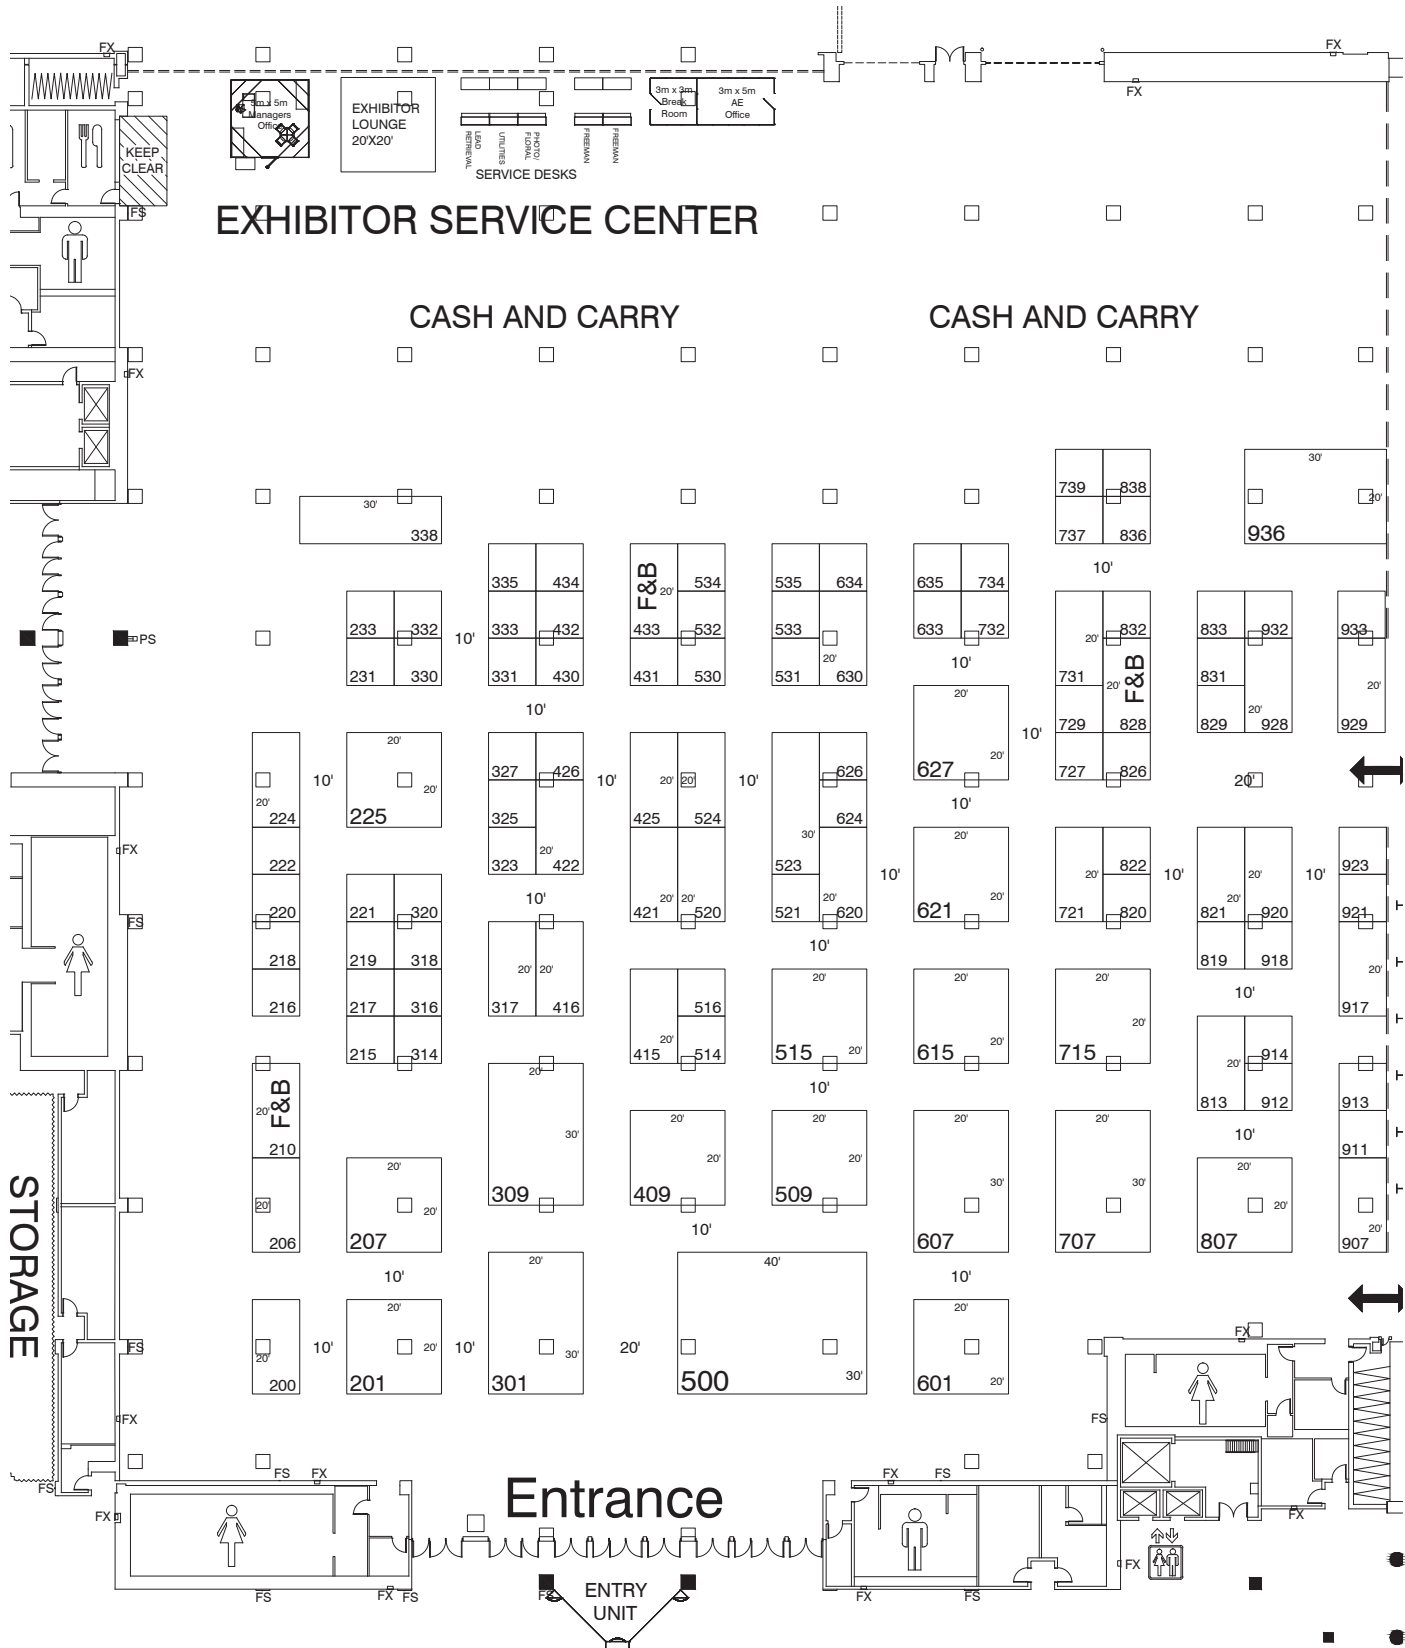 FX
FX
FX
5m x 5m
Managers
Office
EXHIBITOR
LOUNGE
20'X20'
3m x 3m
Break
Room
3m x 5m
AE
Office
LEAD
RETRIEVAL
UTILITIES
PHOTO/
FLORAL
FREEMAN
FREEMAN
SERVICE DESKS
KEEP
CLEAR
FS
EXHIBITOR SERVICE CENTER
CASH AND CARRY
CASH AND CARRY
FX
739 838
30'
20'
30'
338
737 836
936
10'
335 434
F&B
20'
534
535 634
635 734
233 332
10'
333 432
433 532
533
633 732
20'
832
833 932
933
PS
231 330
331 430
431 530
531
20'
630
10'
731
20'
F&B
831
20'
10'
20'
20'
729 828
829
20'
928
929
20'
10'
327 426
10'
20'
20'
10'
626
627
20'
10'
727 826
20'
20'
224
10'
225
20'
325
425 524
30'
624
10'
20'
FX
222
323
20'
422
523
10'
20'
20'
822
10'
20'
10'
923
220
221 320
10'
421
20'
20'
520
521
20'
620
621
721 820
821 920
921
FS
218
219 318
20'
20'
10'
819 918
20'
216
217 316
317 416
516
20'
20'
20'
10'
917
215 314
415
20'
514
515
20'
615
20'
715
20'
914
F&B
20'
20'
10'
20'
210
30'
20'
20'
20'
20'
813 912
913
10'
911
STORAGE
20'
20'
309
409
20'
509
20'
30'
30'
20'
20'
206
207
20'
10'
607
707
807
20'
907
10'
20'
40'
10'
20'
20'
FX
FS
20'
200
10'
201
20'
10'
301
30'
20'
500
30'
601
20'
FX
FS
FS
FS
FX
FX
FS
Entrance
FX
FX
FX
FS
FX
FS
FS
ENTRY
UNIT
FX
FS